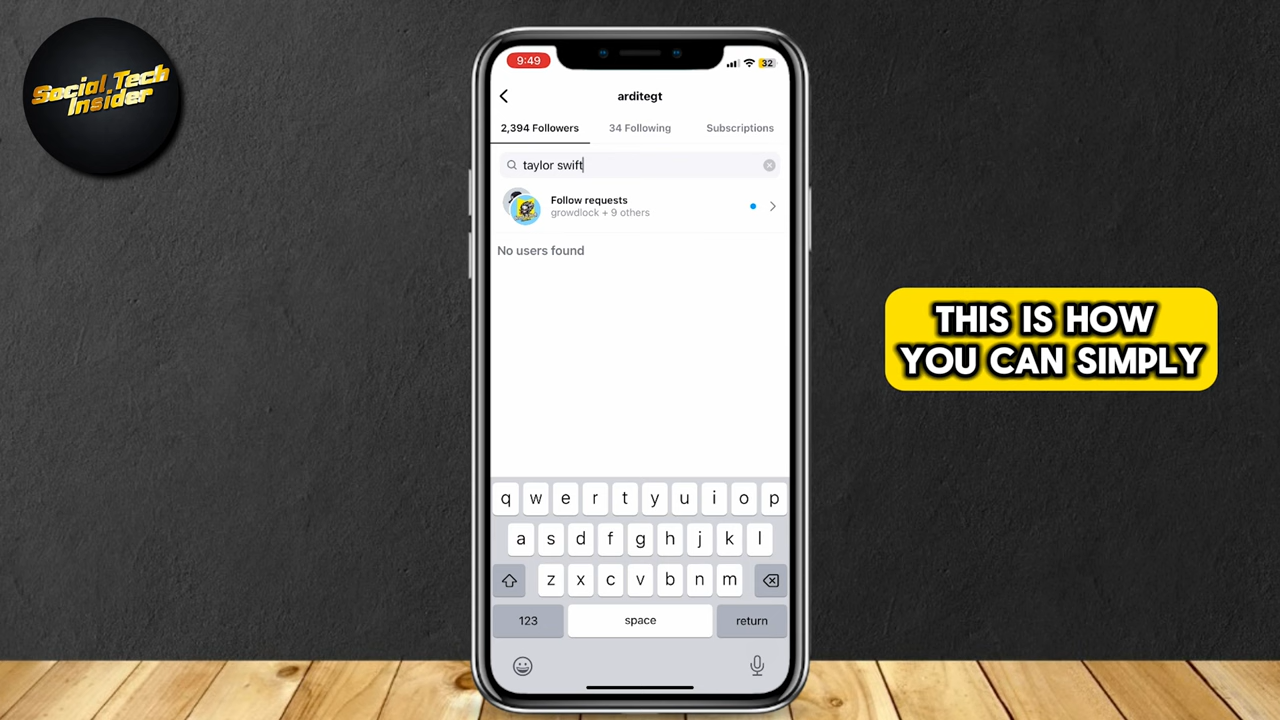 Social Tech
Insider
9:49
32
arditegt
2,394 Followers
34 Following
Subscriptions
taylor swift
Follow requests
growdlock + 9 others
No users found
THIS IS HOW
YOU CAN SIMPLY
q w e r t y u i o p
a s d f g h j k l
z x c v b n m
123
space
return